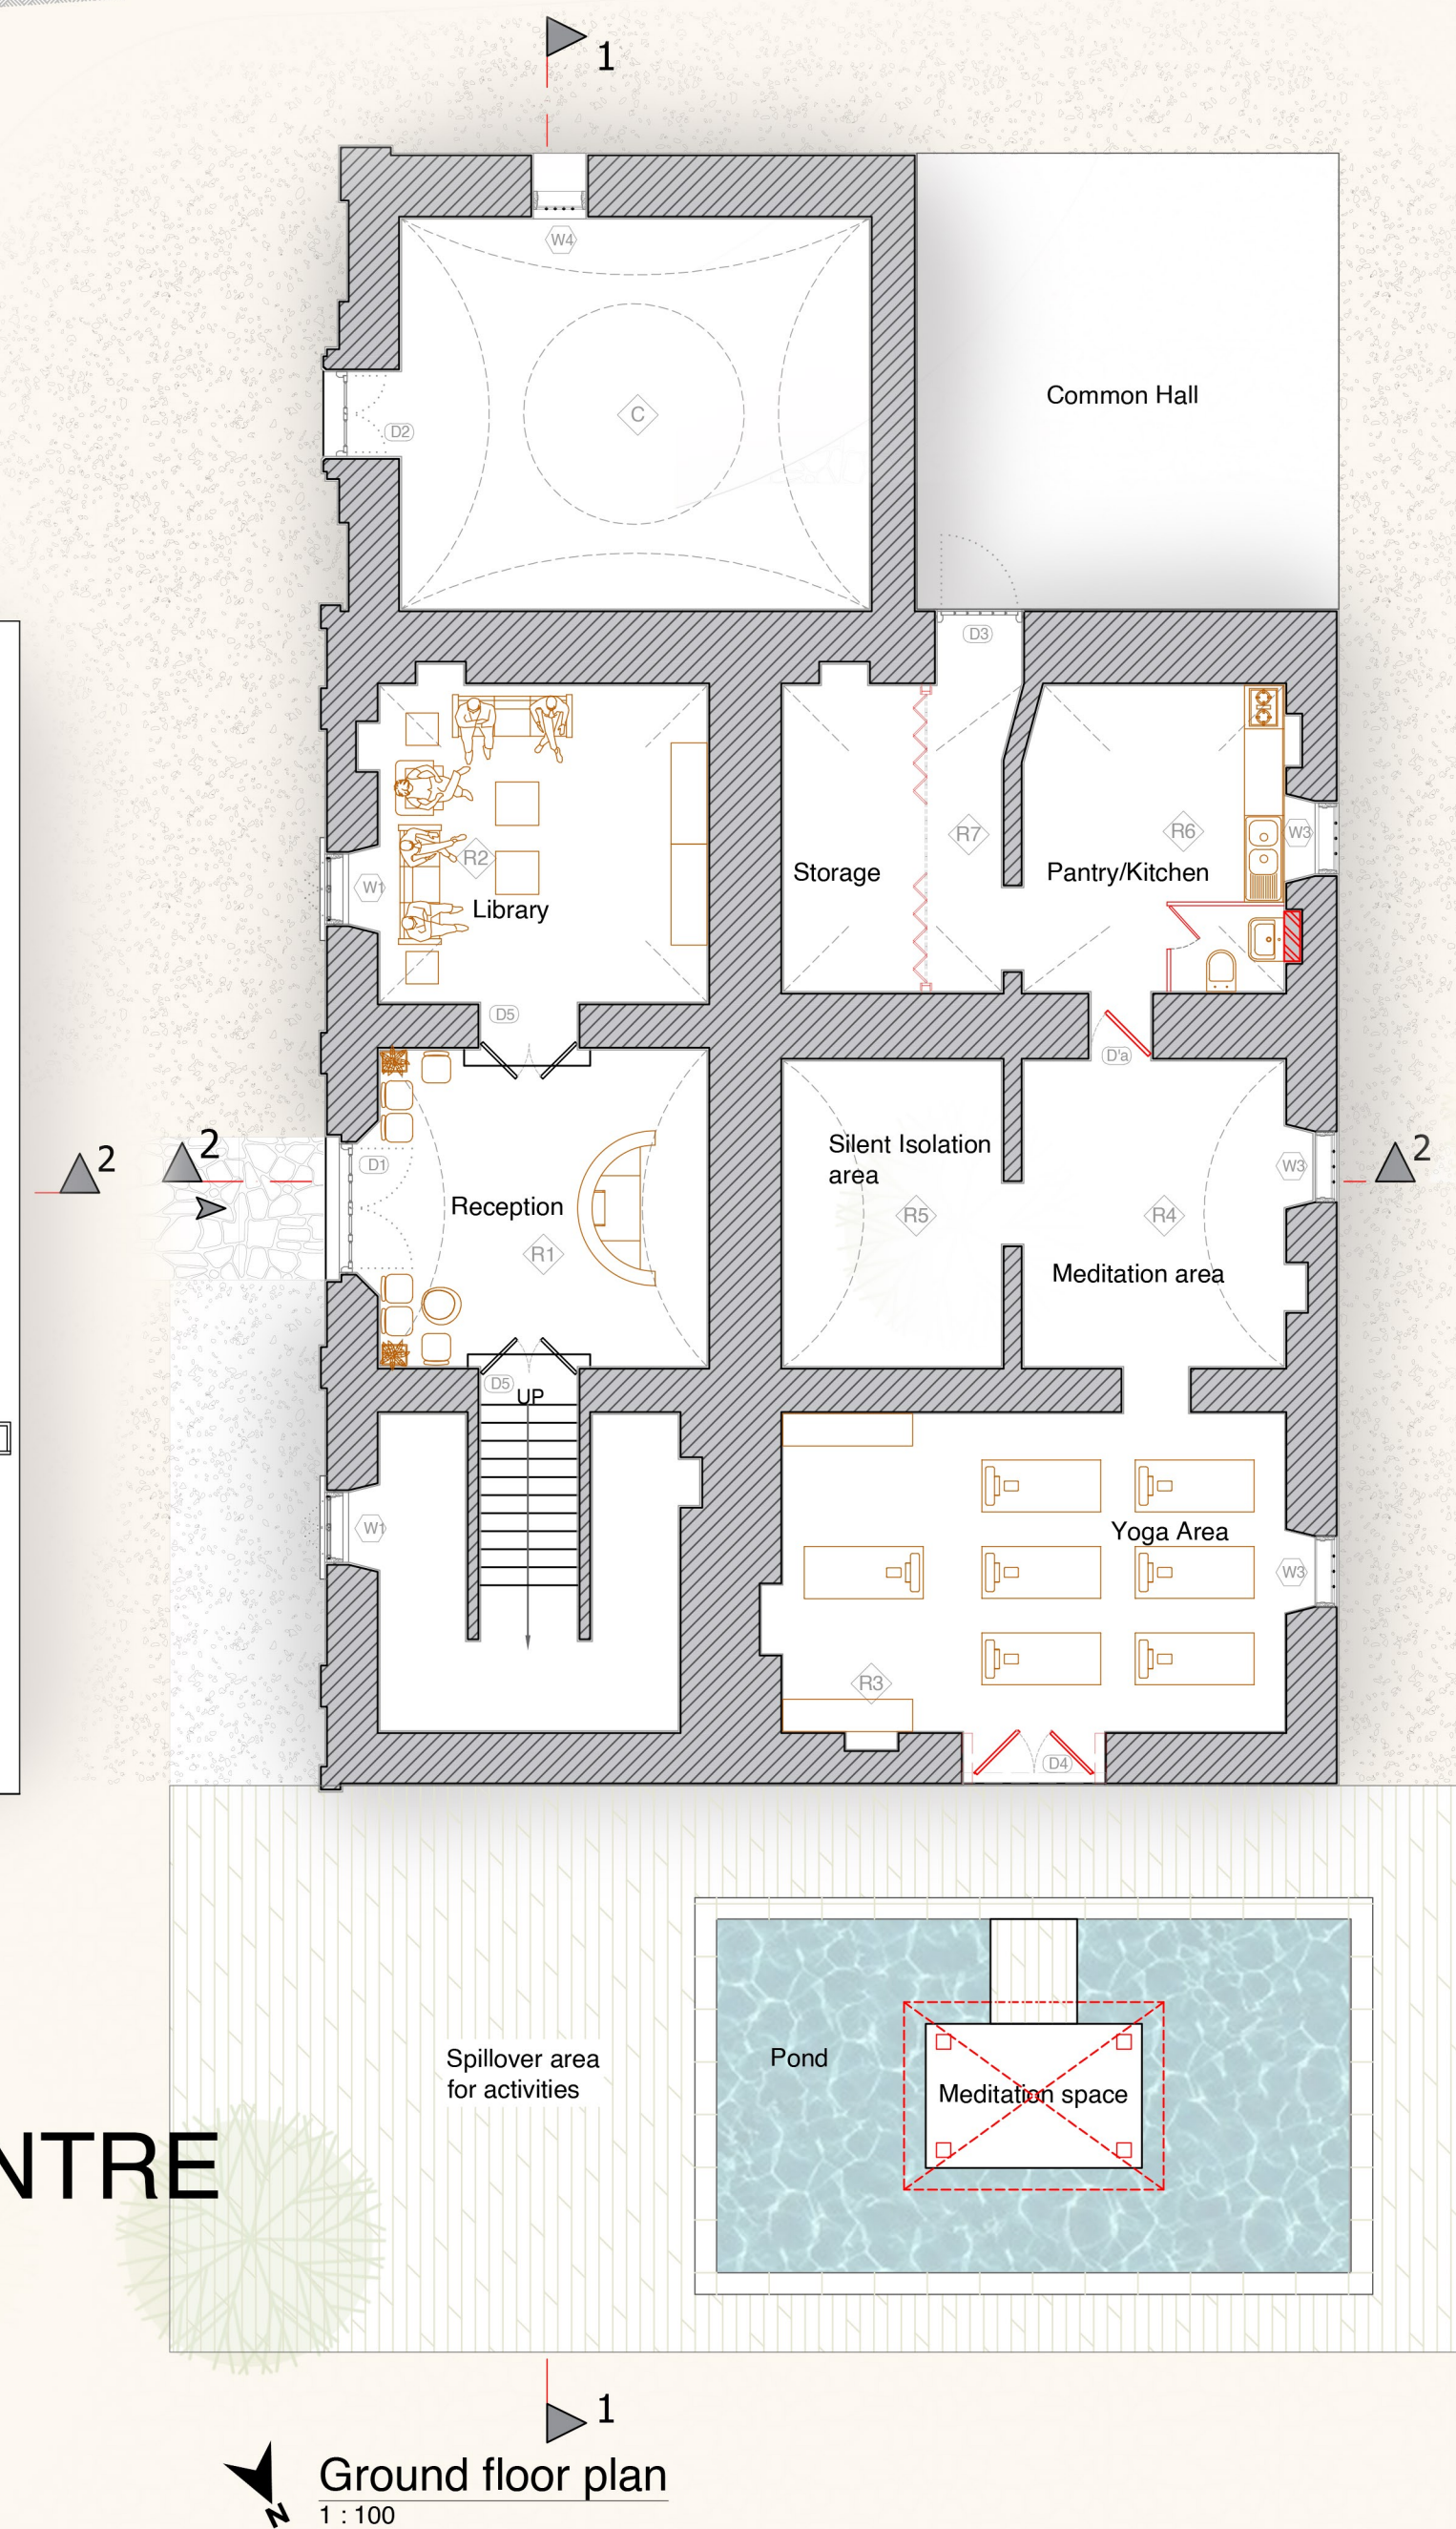 1
W4
Common Hall
C
D2
D3
R7
R6
W3
R2
Storage
Pantry/Kitchen
W1
Library
D5
D'a
2
2
Silent Isolation
area
2
D1
W3
Reception
R5
R4
R1
Meditation area
D5
UP
W1
Yoga Area
W3
R3
D4
Spillover area
for activities
Pond
Meditation space
NTRE
1
Ground floor plan
N
1 : 100